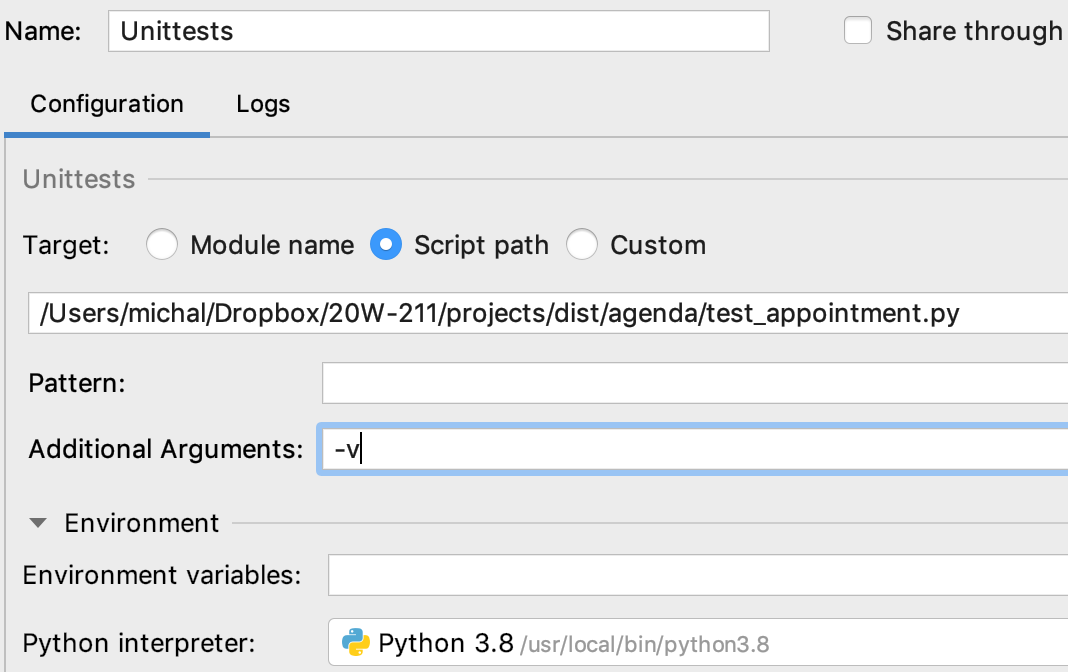 Name: Unittests Share through
Configuration Logs
Unittests
Target: Module name Script path Custom
/Users/michal/Dropbox/20W-211/projects/dist/agenda/test_appointment.py
Pattern:
Additional Arguments: -v
Environment
Environment variables:
Python interpreter: Python 3.8 /usr/local/bin/python3.8